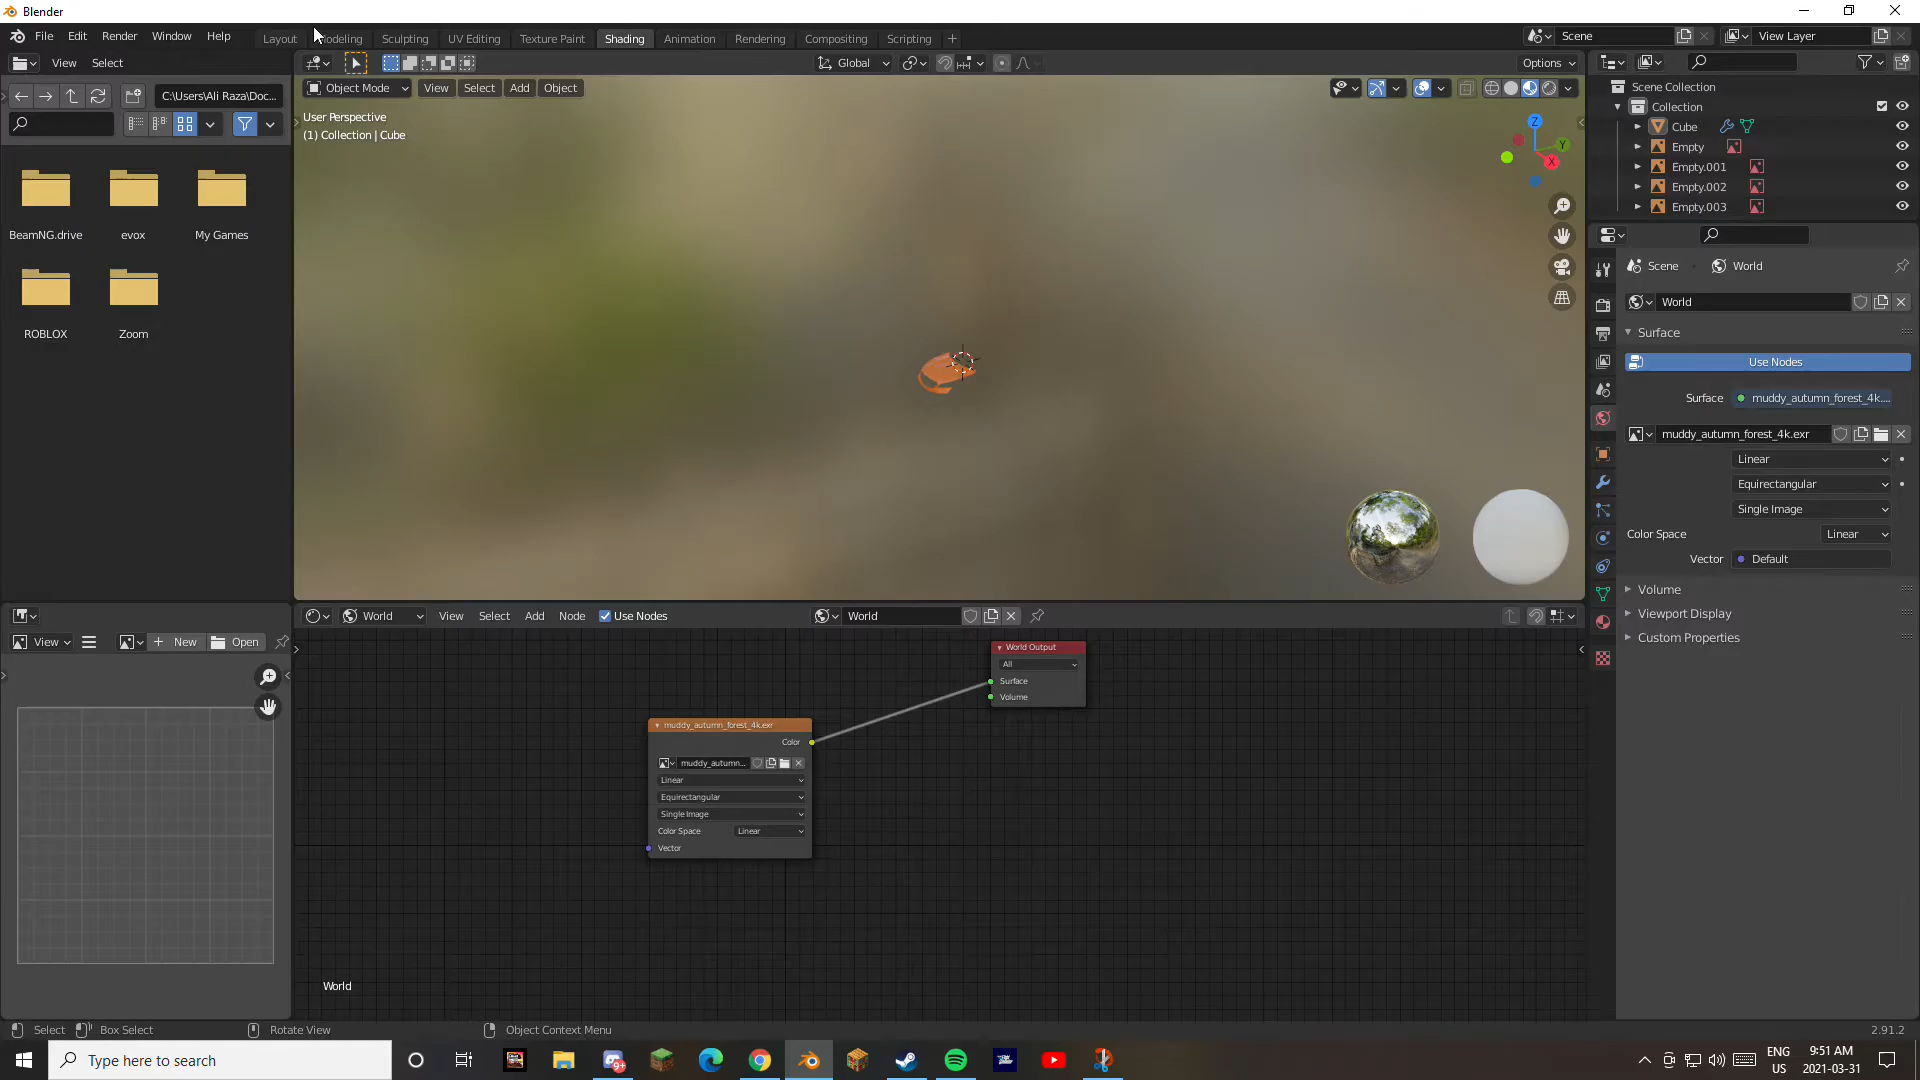 Blender
File Edit Render Window Help Layout Modeling Sculpting UV Editing Texture Paint Shading Animation Rendering Compositing Scripting Scene View Layer
View Select Global Options
C:\Users\Ali Raza\Doc... Object Mode View Select Add Object Scene Collection
User Perspective
(1) Collection | Cube
Collection
Cube
Empty
Empty.001
Empty.002
Empty.003
Z
Y
X
BeamNG.drive evox My Games
ROBLOX Zoom
Scene World
World
Surface
Use Nodes
Surface muddy_autumn_forest_4k....
muddy_autumn_forest_4k.exr
Linear
Equirectangular
Single Image
Color Space Linear
Vector Default
Volume
Viewport Display
Custom Properties
World View Select Add Node Use Nodes World
View New Open
World Output
All
Surface
Volume
muddy_autumn_forest_4k.exr
Color
muddy_autumn...
Linear
Equirectangular
Single Image
Color Space Linear
Vector
World
Select Box Select Rotate View Object Context Menu 2.91.2
Type here to search
9+
ENG
US
9:51 AM
2021-03-31